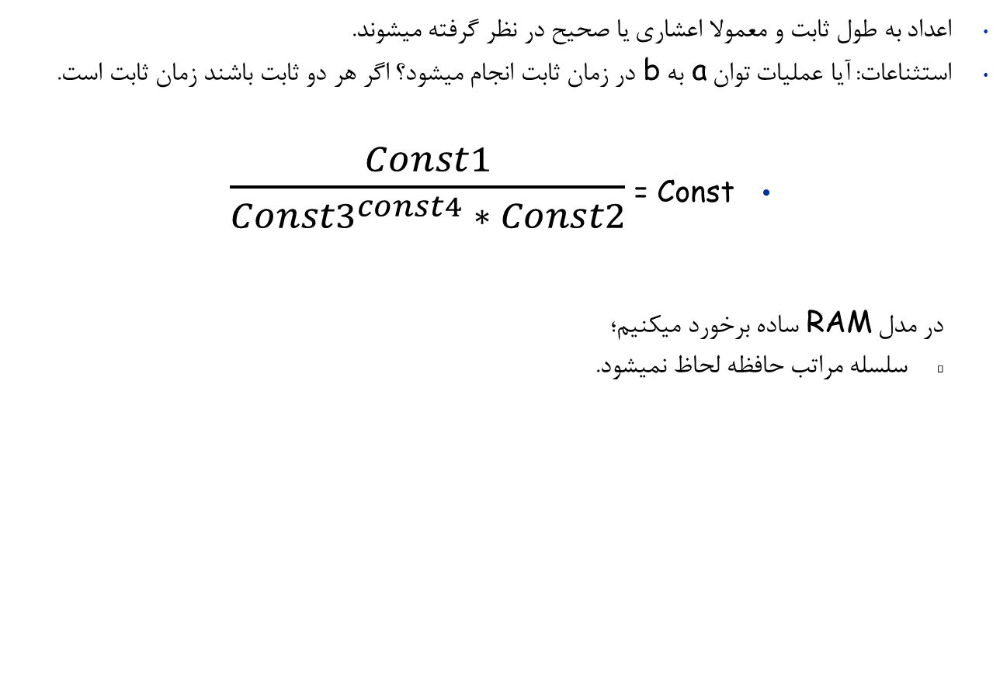 • اعداد به طول ثابت و معمولا اعشاری یا صحیح در نظر گرفته میشوند.
• استثناعات: آیا عملیات توان a به b در زمان ثابت انجام میشود؟ اگر هر دو ثابت باشند زمان ثابت است.
• Const1 / (Const3^const4 * Const2) = Const
در مدل RAM ساده برخورد میکنیم؛
▯ سلسله مراتب حافظه لحاظ نمیشود.